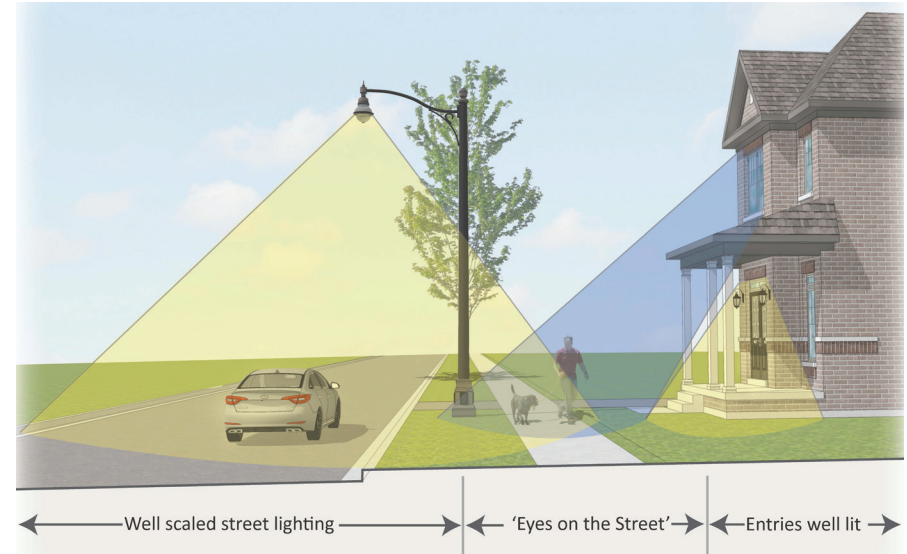 Well scaled street lighting
‘Eyes on the Street’
Entries well lit